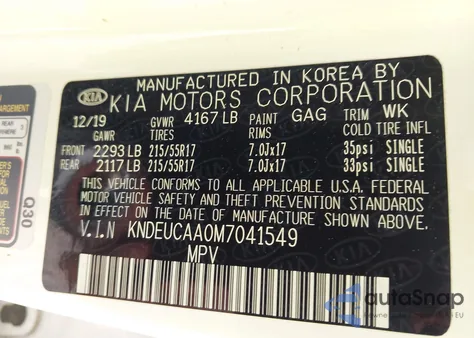 MANUFACTURED IN KOREA BY
KIA KIA MOTORS CORPORATION
12/19 GVWR 4167 LB PAINT GAG TRIM WK
GAWR TIRES RIMS COLD TIRE INFL
FRONT 2293 LB 215/55R17 7.0Jx17 35psi SINGLE
REAR 2117 LB 215/55R17 7.0Jx17 33psi SINGLE
THIS VEHICLE CONFORMS TO ALL APPLICABLE U.S.A. FEDERAL
MOTOR VEHICLE SAFETY AND THEFT PREVENTION STANDARDS
IN EFFECT ON THE DATE OF MANUFACTURE SHOWN ABOVE
V.I.N KNDEUCAA0M7041549
MPV
Q30
autoSnap